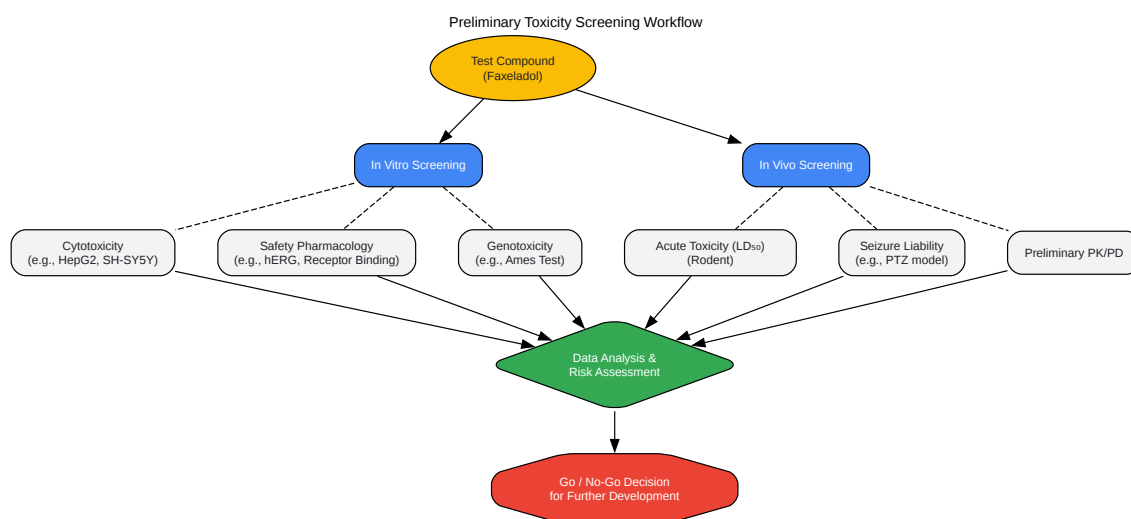 Preliminary Toxicity Screening Workflow
Test Compound
(Faxeladol)
In Vitro Screening
In Vivo Screening
Cytotoxicity
(e.g., HepG2, SH-SY5Y)
Safety Pharmacology
(e.g., hERG, Receptor Binding)
Genotoxicity
(e.g., Ames Test)
Acute Toxicity (LD₅₀)
(Rodent)
Seizure Liability
(e.g., PTZ model)
Preliminary PK/PD
Data Analysis &
Risk Assessment
Go / No-Go Decision
for Further Development